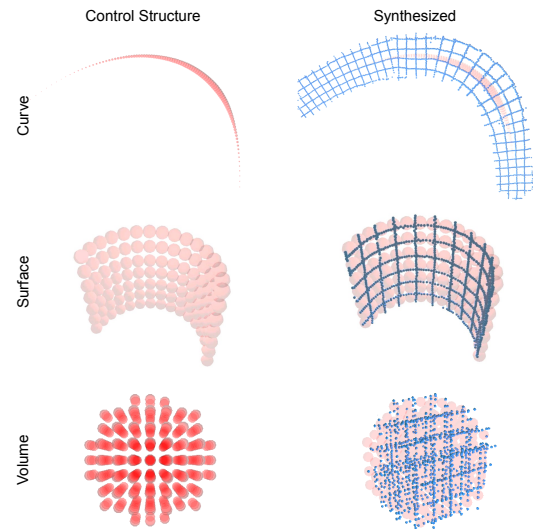 Control Structure
Synthesized
Curve
Surface
Volume